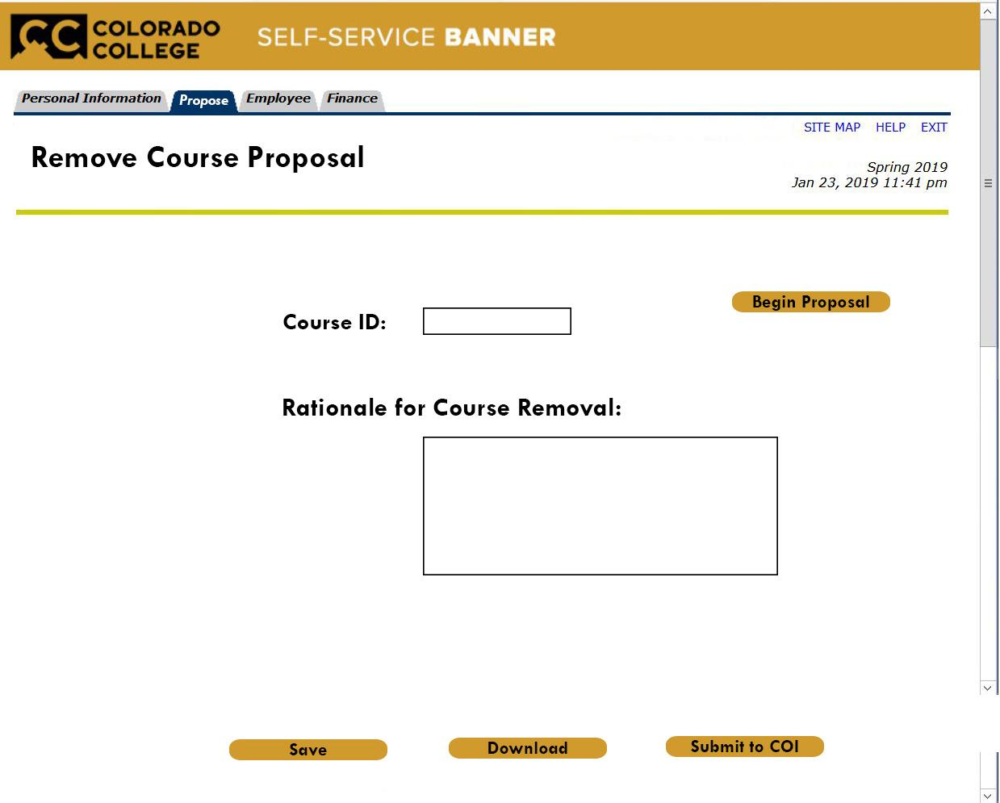 COLORADO
COLLEGE
SELF-SERVICE BANNER
Personal Information
Propose
Employee
Finance
SITE MAP HELP EXIT
Remove Course Proposal
Spring 2019
Jan 23, 2019 11:41 pm
Begin Proposal
Course ID:
Rationale for Course Removal:
Save
Download
Submit to COI